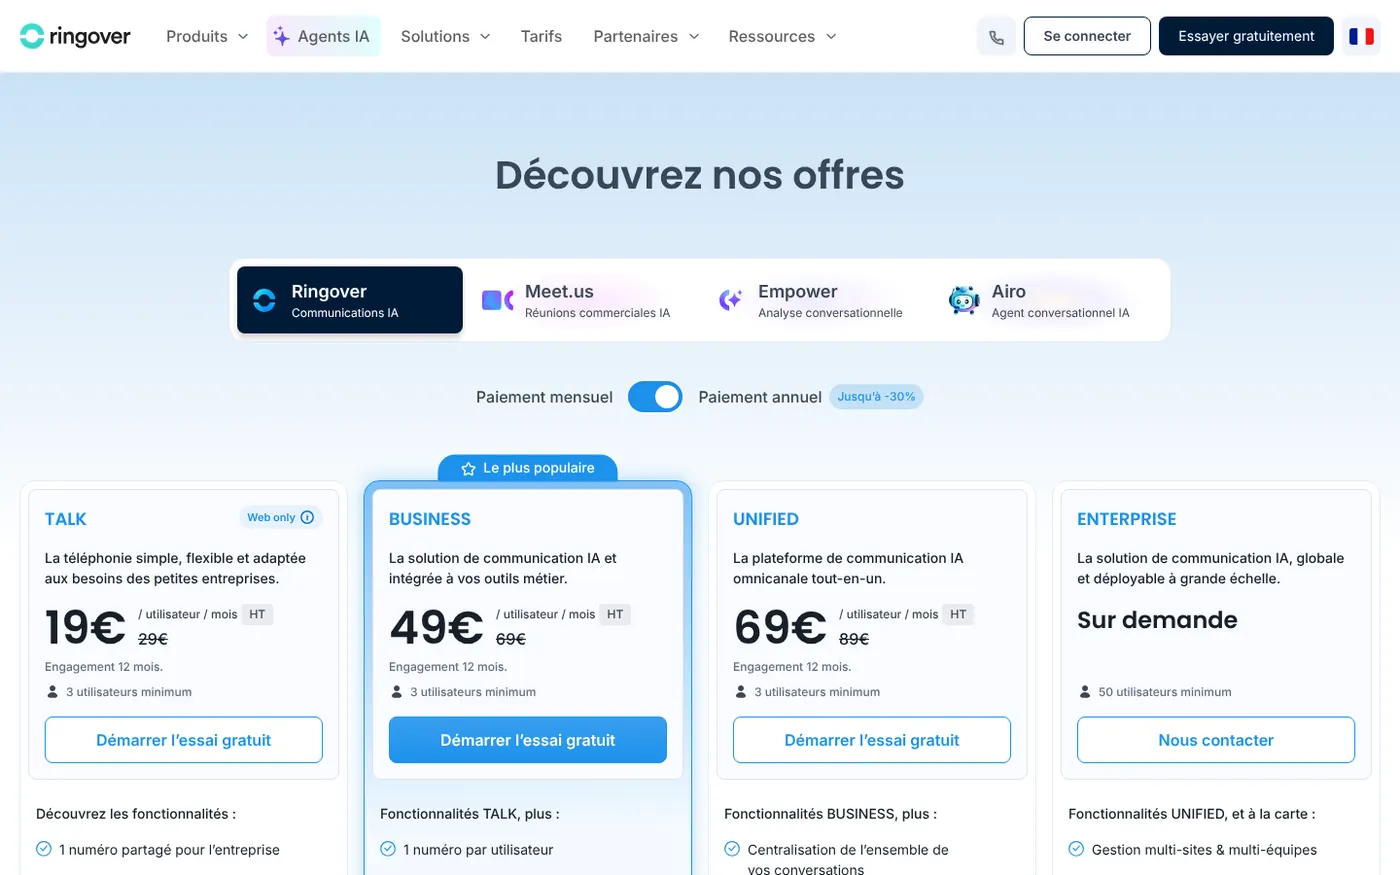 ringover
Produits
Agents IA
Solutions
Tarifs
Partenaires
Ressources
Se connecter
Essayer gratuitement
Découvrez nos offres
Ringover
Communications IA
Meet.us
Réunions commerciales IA
Empower
Analyse conversationnelle
Airo
Agent conversationnel IA
Paiement mensuel
Paiement annuel
Jusqu'à -30%
Le plus populaire
TALK
Web only
La téléphonie simple, flexible et adaptée
aux besoins des petites entreprises.
19€
/ utilisateur / mois HT
29€
Engagement 12 mois.
3 utilisateurs minimum
Démarrer l'essai gratuit
Découvrez les fonctionnalités :
1 numéro partagé pour l'entreprise
BUSINESS
La solution de communication IA et
intégrée à vos outils métier.
49€
/ utilisateur / mois HT
69€
Engagement 12 mois.
3 utilisateurs minimum
Démarrer l'essai gratuit
Fonctionnalités TALK, plus :
1 numéro par utilisateur
UNIFIED
La plateforme de communication IA
omnicanale tout-en-un.
69€
/ utilisateur / mois HT
89€
Engagement 12 mois.
3 utilisateurs minimum
Démarrer l'essai gratuit
Fonctionnalités BUSINESS, plus :
Centralisation de l'ensemble de
vos conversations
ENTERPRISE
La solution de communication IA, globale
et déployable à grande échelle.
Sur demande
50 utilisateurs minimum
Nous contacter
Fonctionnalités UNIFIED, et à la carte :
Gestion multi-sites & multi-équipes